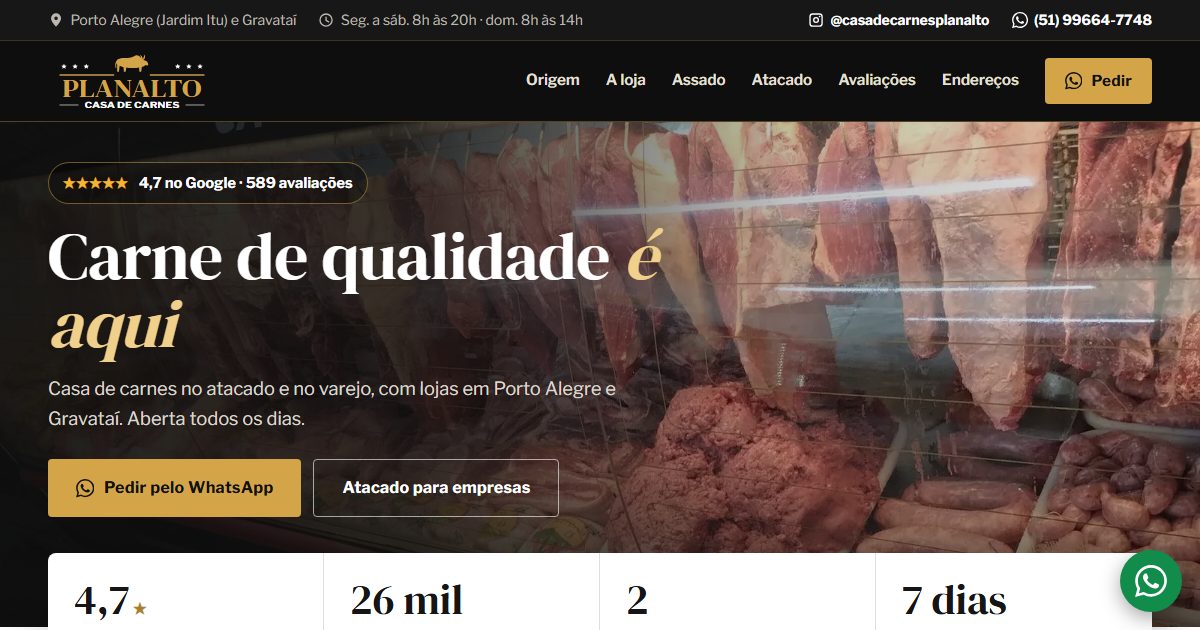 Porto Alegre (Jardim Itu) e Gravataí
Seg. a sáb. 8h às 20h · dom. 8h às 14h
@casadecarnesplanalto
(51) 99664-7748
PLANALTO
CASA DE CARNES
Origem
A loja
Assado
Atacado
Avaliações
Endereços
Pedir
★★★★★ 4,7 no Google · 589 avaliações
Carne de qualidade é
aqui
Casa de carnes no atacado e no varejo, com lojas em Porto Alegre e
Gravataí. Aberta todos os dias.
Pedir pelo WhatsApp
Atacado para empresas
4,7 ★
26 mil
2
7 dias